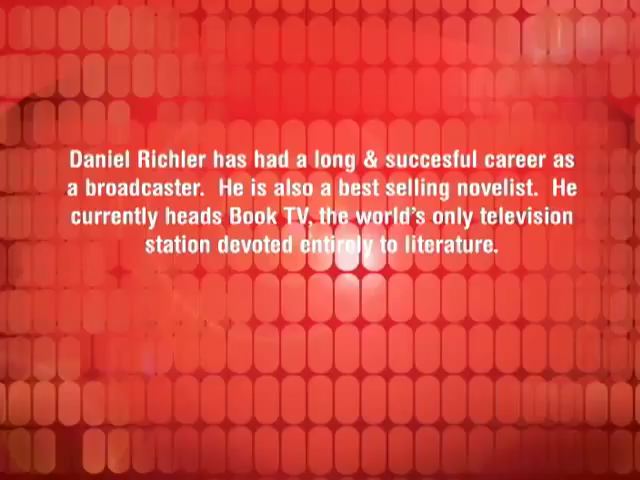 Daniel Richler has had a long & succesful career as
a broadcaster. He is also a best selling novelist. He
currently heads Book TV, the world's only television
station devoted entirely to literature.